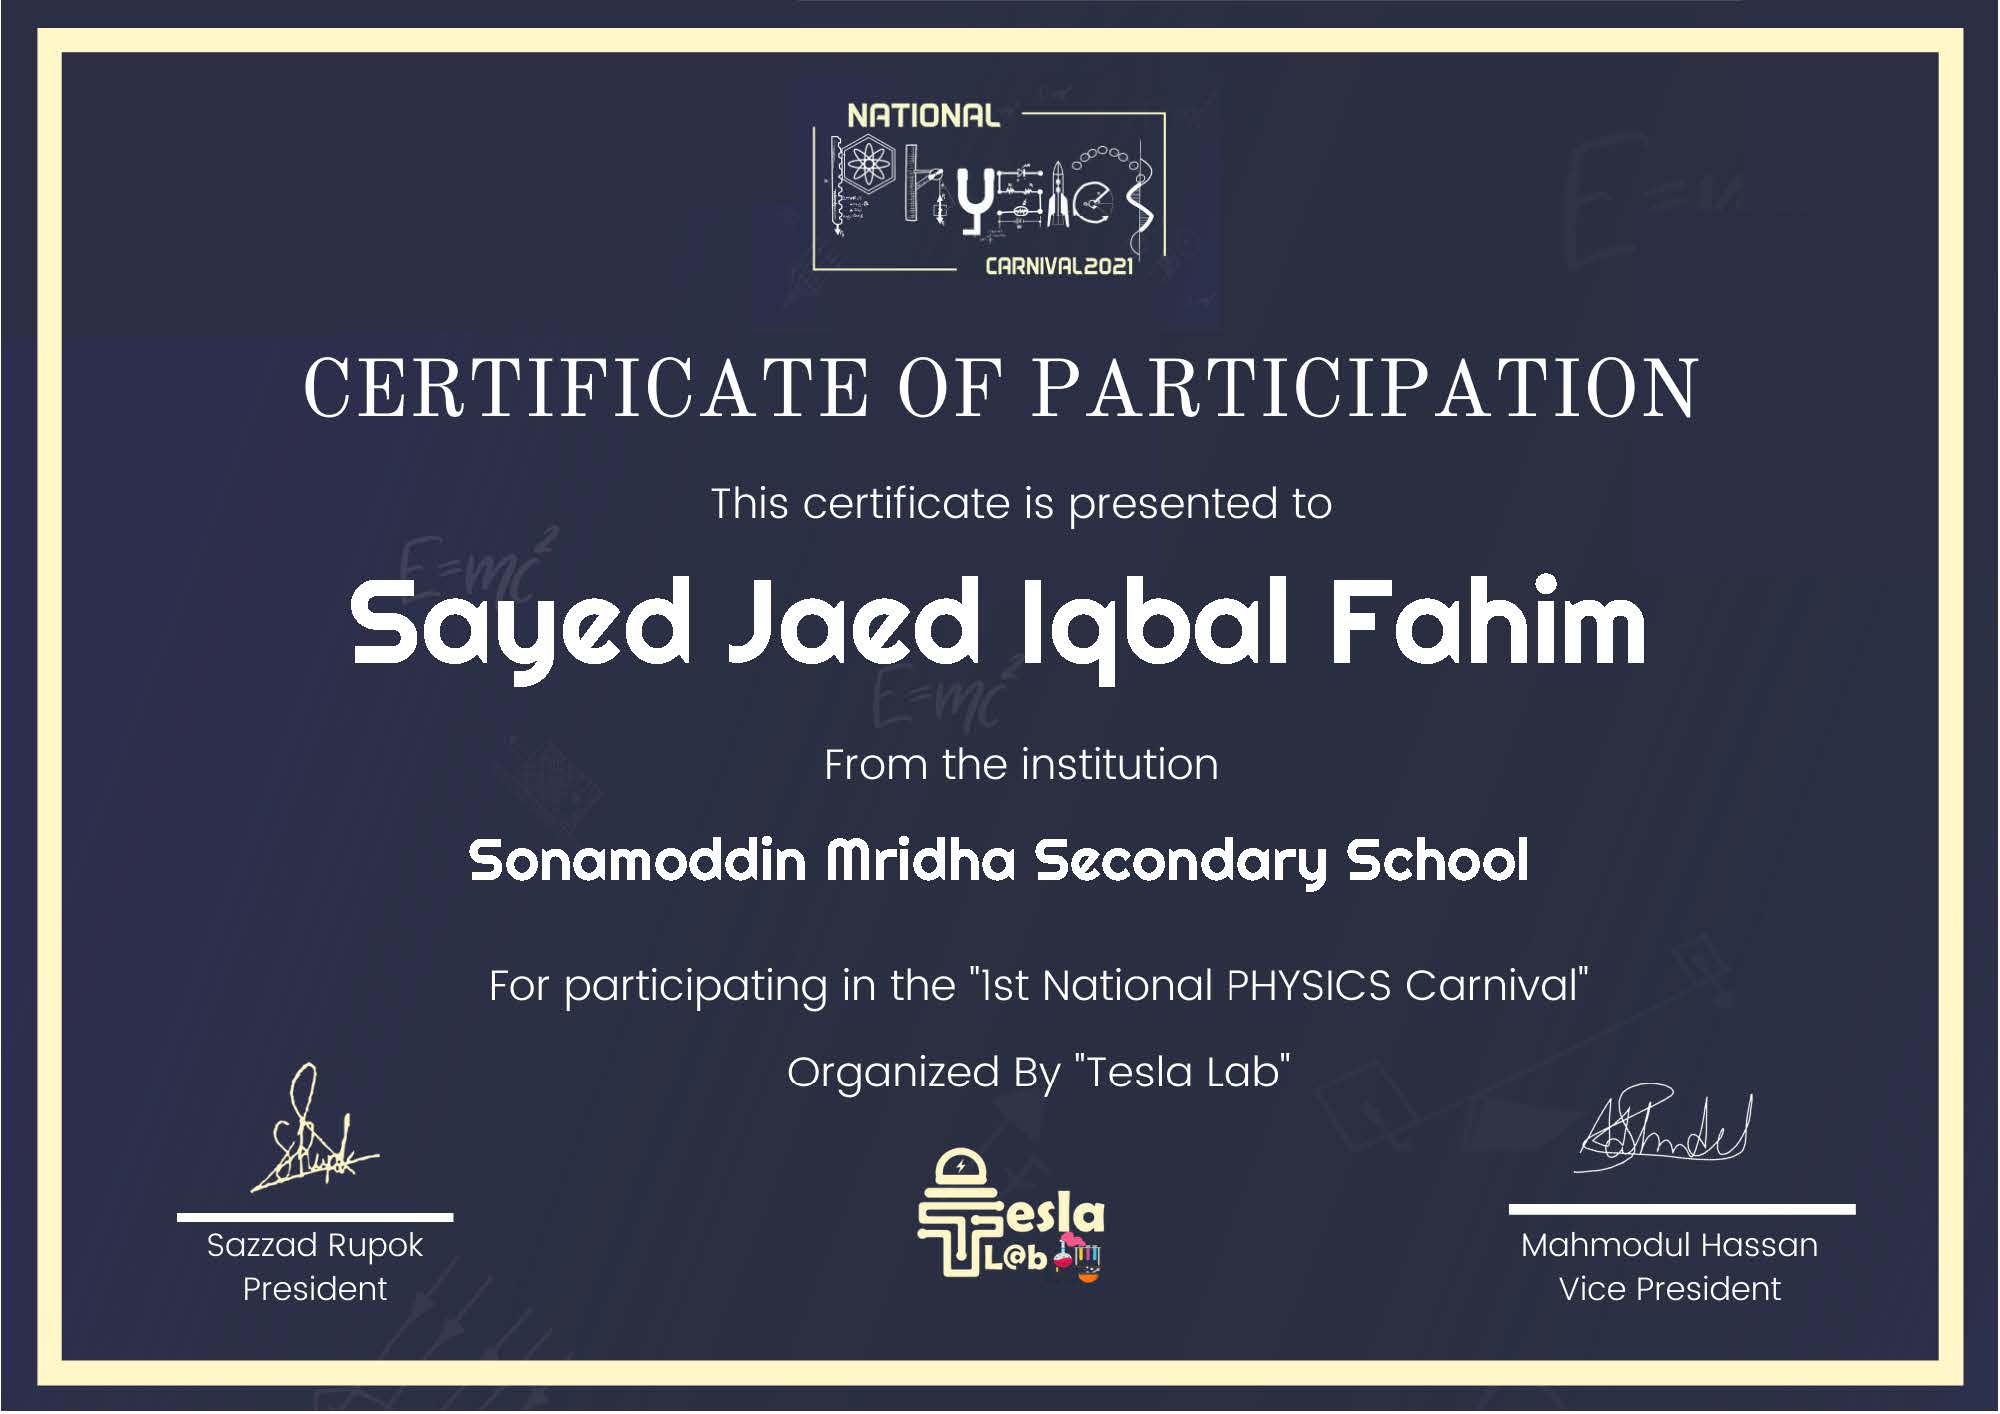 NATIONAL
Physics
CARNIVAL2021
CERTIFICATE OF PARTICIPATION
This certificate is presented to
E=mc²
Sayed Jaed Iqbal Fahim
E=mc²
From the institution
Sonamoddin Mridha Secondary School
For participating in the "1st National PHYSICS Carnival"
Organized By "Tesla Lab"
Tesla
L@b
Sazzad Rupok
President
Mahmodul Hassan
Vice President